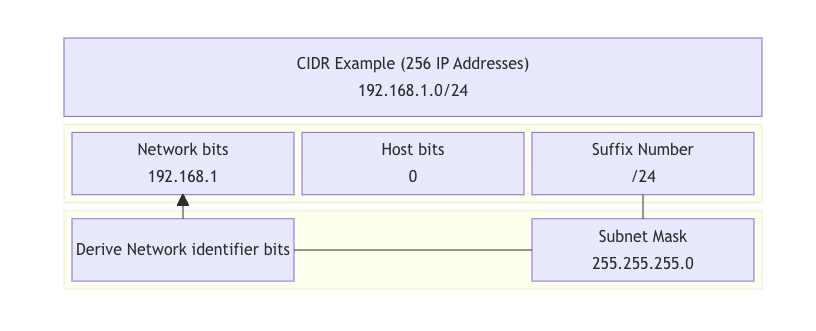 CIDR Example (256 IP Addresses)
192.168.1.0/24
Network bits
192.168.1
Host bits
0
Suffix Number
/24
Derive Network identifier bits
Subnet Mask
255.255.255.0